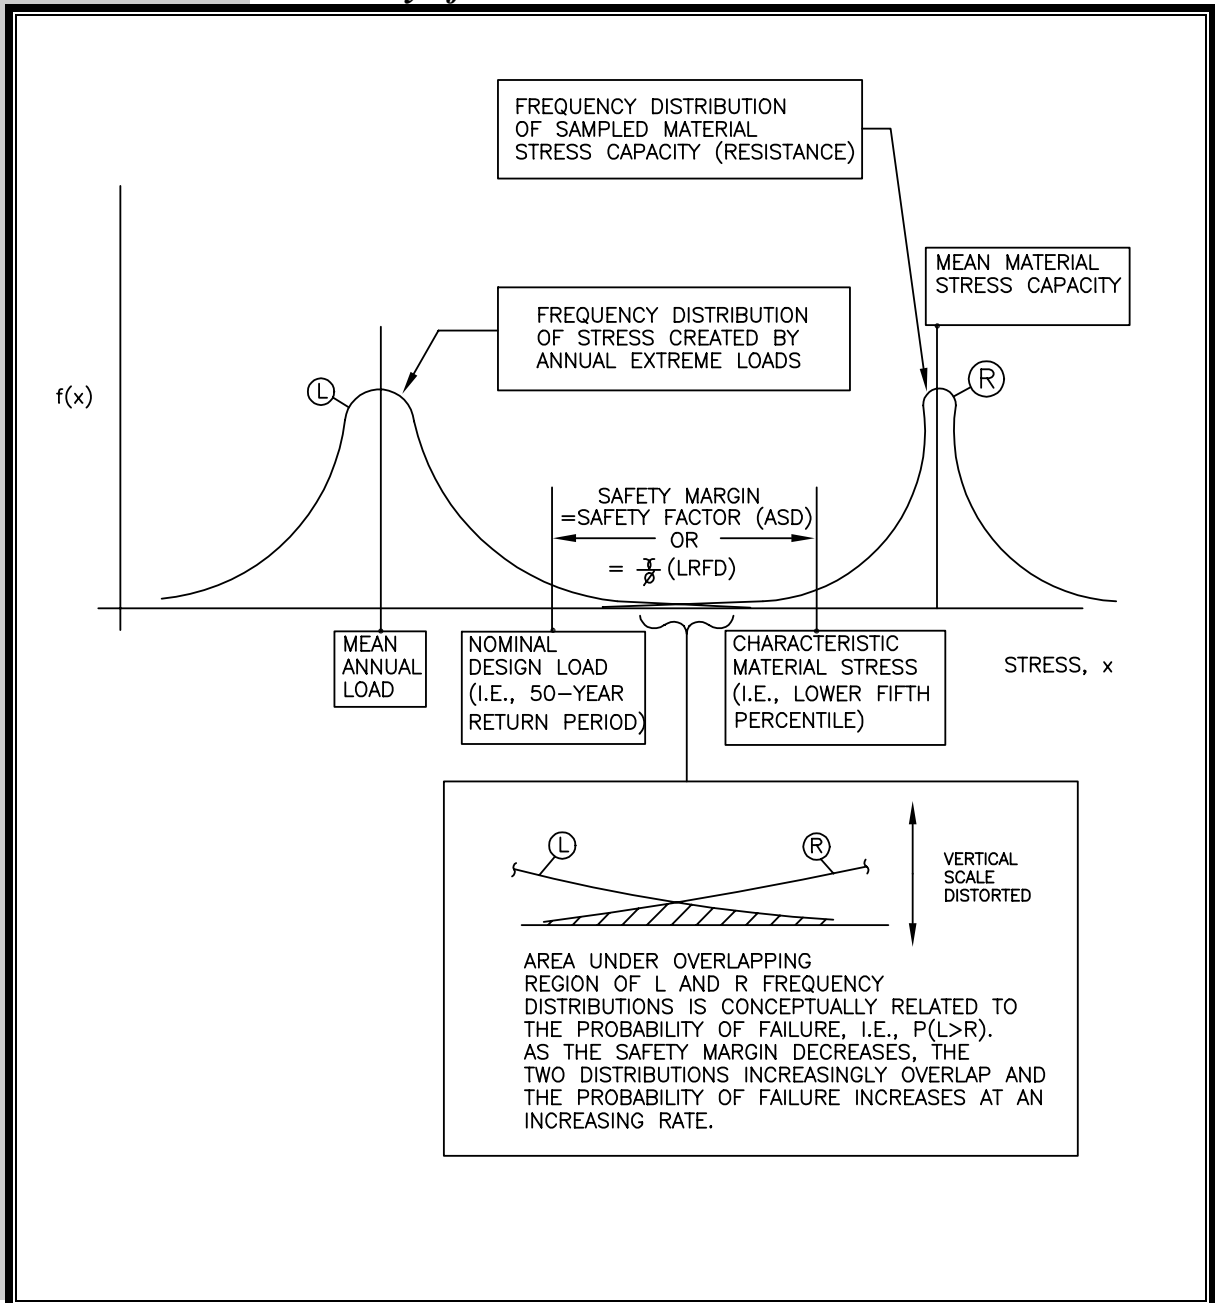 FREQUENCY DISTRIBUTION
OF SAMPLED MATERIAL
STRESS CAPACITY (RESISTANCE)
MEAN MATERIAL
STRESS CAPACITY
FREQUENCY DISTRIBUTION
OF STRESS CREATED BY
ANNUAL EXTREME LOADS
L
R
f(x)
SAFETY MARGIN
=SAFETY FACTOR (ASD)
OR
= γ/ø (LRFD)
MEAN
ANNUAL
LOAD
NOMINAL
DESIGN LOAD
(I.E., 50-YEAR
RETURN PERIOD)
CHARACTERISTIC
MATERIAL STRESS
(I.E., LOWER FIFTH
PERCENTILE)
STRESS, x
L
R
VERTICAL
SCALE
DISTORTED
AREA UNDER OVERLAPPING
REGION OF L AND R FREQUENCY
DISTRIBUTIONS IS CONCEPTUALLY RELATED TO
THE PROBABILITY OF FAILURE, I.E., P(L>R).
AS THE SAFETY MARGIN DECREASES, THE
TWO DISTRIBUTIONS INCREASINGLY OVERLAP AND
THE PROBABILITY OF FAILURE INCREASES AT AN
INCREASING RATE.